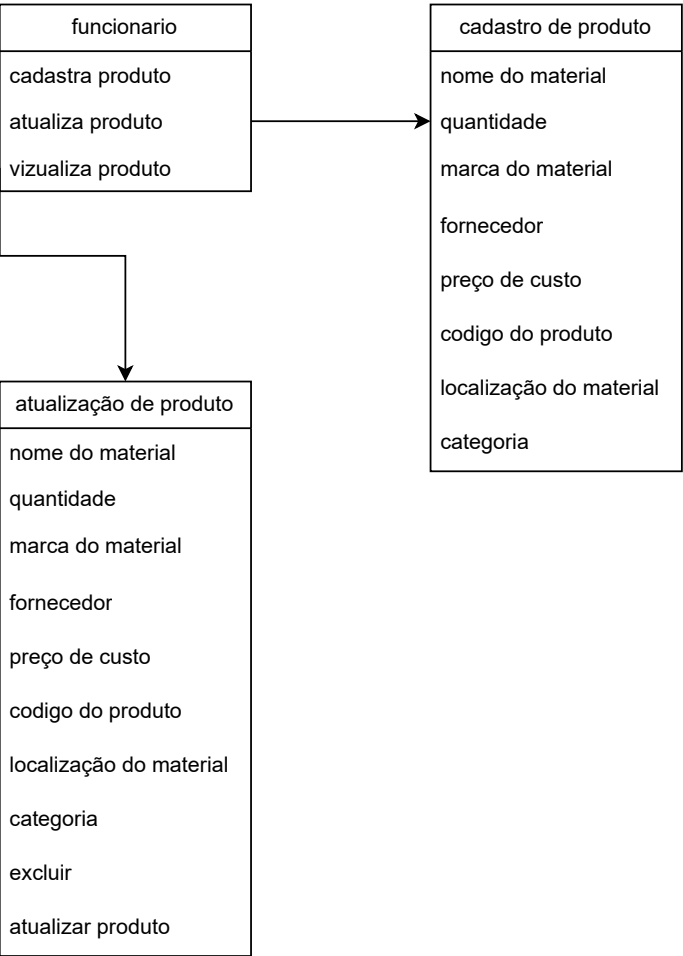 funcionario
cadastra produto
atualiza produto
vizualiza produto
cadastro de produto
nome do material
quantidade
marca do material
fornecedor
preço de custo
codigo do produto
localização do material
categoria
atualização de produto
nome do material
quantidade
marca do material
fornecedor
preço de custo
codigo do produto
localização do material
categoria
excluir
atualizar produto